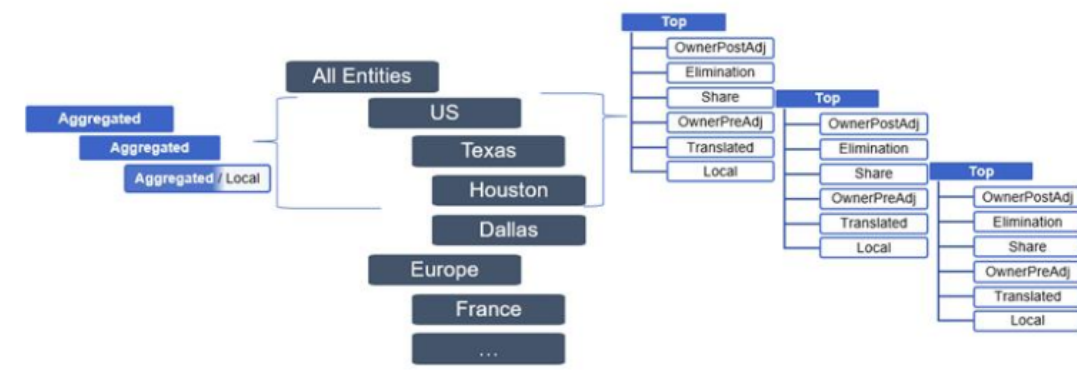 Aggregated
Aggregated
Aggregated / Local
All Entities
US
Texas
Houston
Dallas
Europe
France
...
Top
OwnerPostAdj
Elimination
Share
OwnerPreAdj
Translated
Local
Top
OwnerPostAdj
Elimination
Share
OwnerPreAdj
Translated
Local
Top
OwnerPostAdj
Elimination
Share
OwnerPreAdj
Translated
Local